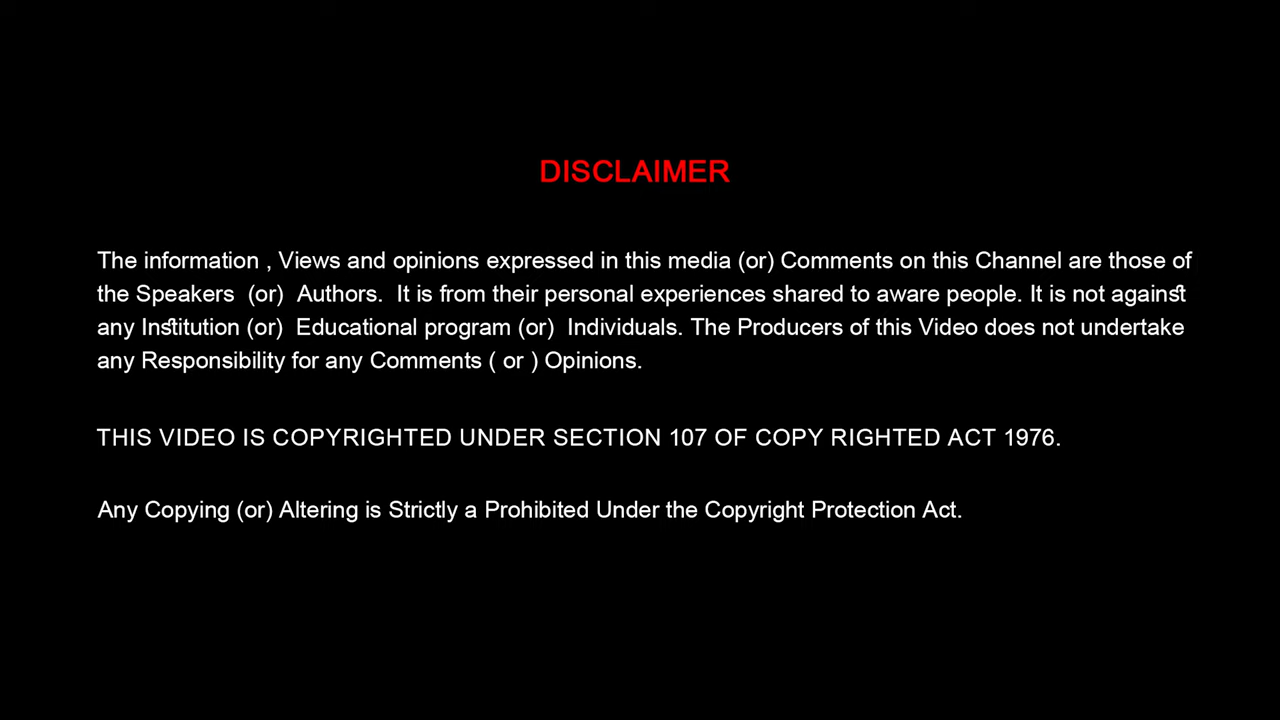 DISCLAIMER
The information , Views and opinions expressed in this media (or) Comments on this Channel are those of
the Speakers (or) Authors. It is from their personal experiences shared to aware people. It is not against
any Institution (or) Educational program (or) Individuals. The Producers of this Video does not undertake
any Responsibility for any Comments ( or ) Opinions.
THIS VIDEO IS COPYRIGHTED UNDER SECTION 107 OF COPY RIGHTED ACT 1976.
Any Copying (or) Altering is Strictly a Prohibited Under the Copyright Protection Act.